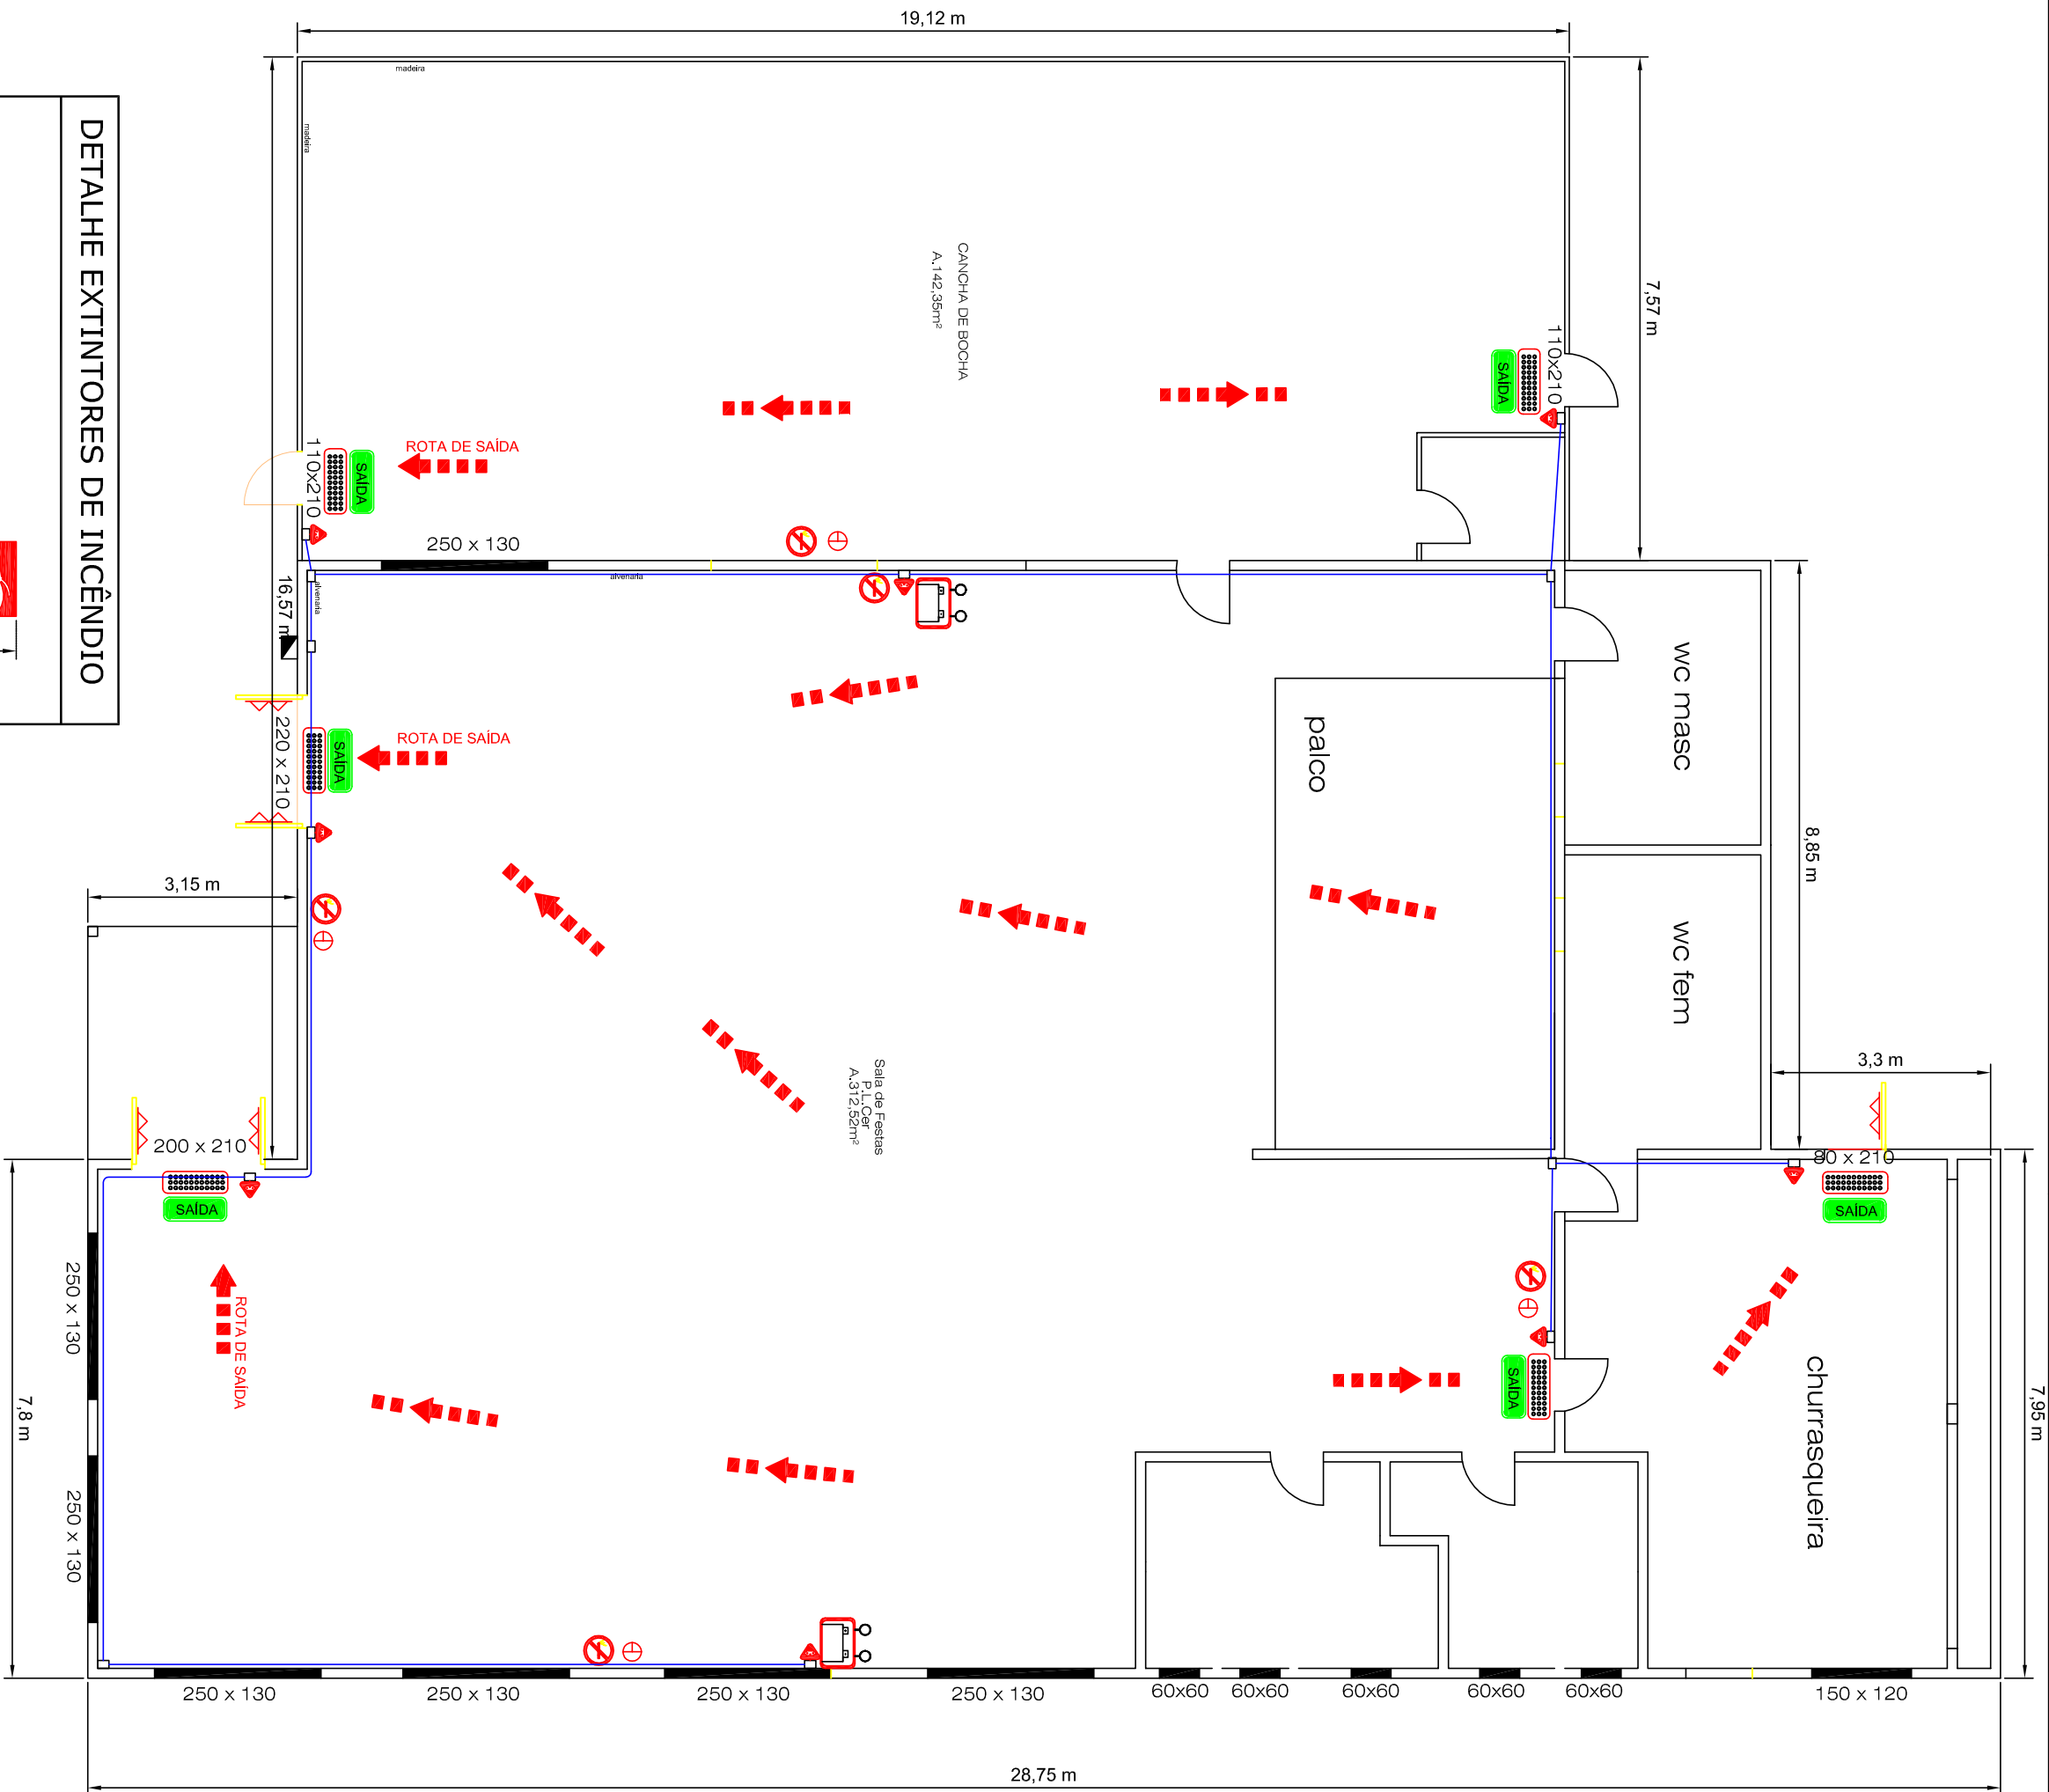 19,12 m
madeira
madeira
DETALHE EXTINTORES DE INCÊNDIO
7,57 m
CANCHA DE BOCHA
A.142,35m²
110x210
SAÍDA
ROTA DE SAÍDA
SAÍDA
110x210
250 x 130
alvenaria
alvenaria
16,57 m
wc masc
palco
220 x 210
SAÍDA
ROTA DE SAÍDA
8,85 m
3,15 m
wc fem
3,3 m
Sala de Festas
P.L.Cer
A.312,52m²
200 x 210
SAÍDA
80 x 210
SAÍDA
ROTA DE SAÍDA
250 x 130
7,8 m
250 x 130
SAÍDA
churrasqueira
7,95 m
250 x 130
250 x 130
250 x 130
250 x 130
60x60
60x60
60x60
60x60
60x60
150 x 120
28,75 m